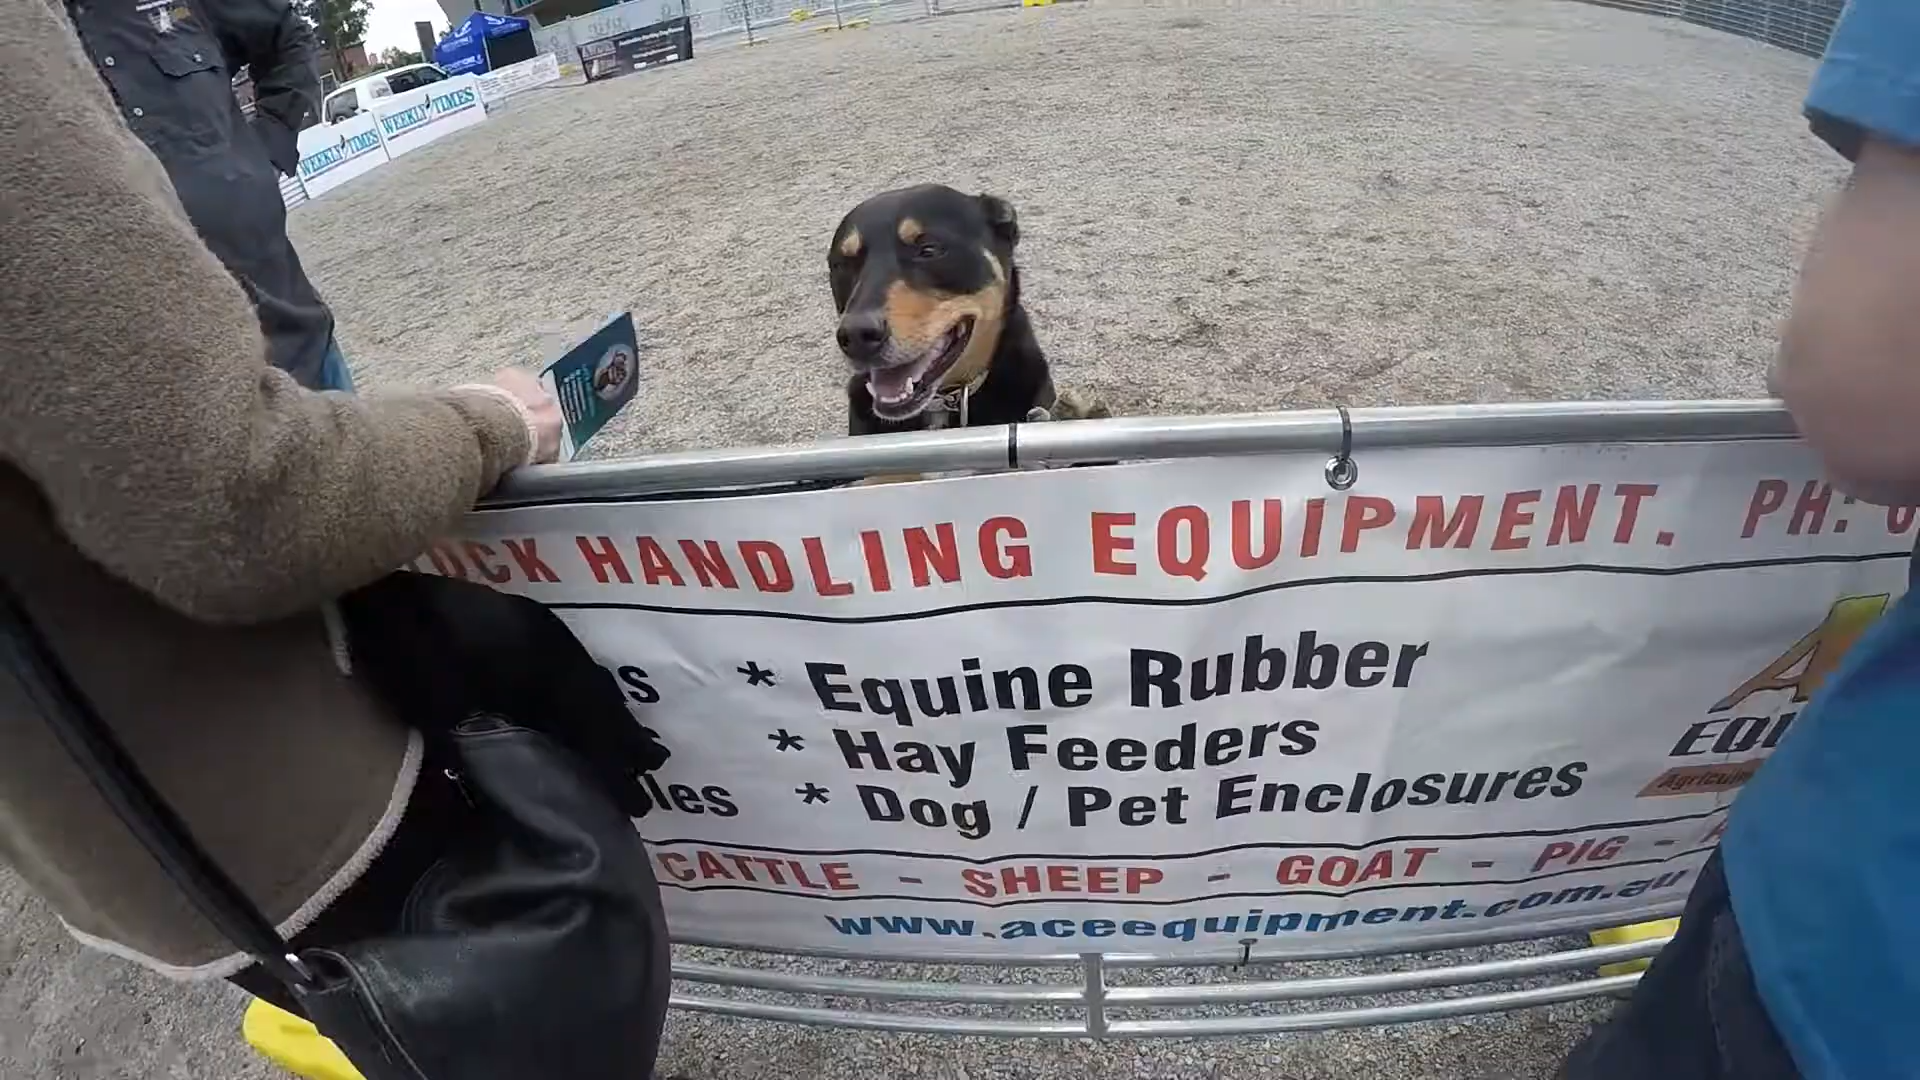 WEEKLY TIMES
WEEKLY TIMES
HANDLING EQUIPMENT. PH:
* Equine Rubber
* Hay Feeders
* Dog / Pet Enclosures
CATTLE - SHEEP - GOAT - PIG -
www.aceequipment.com.au